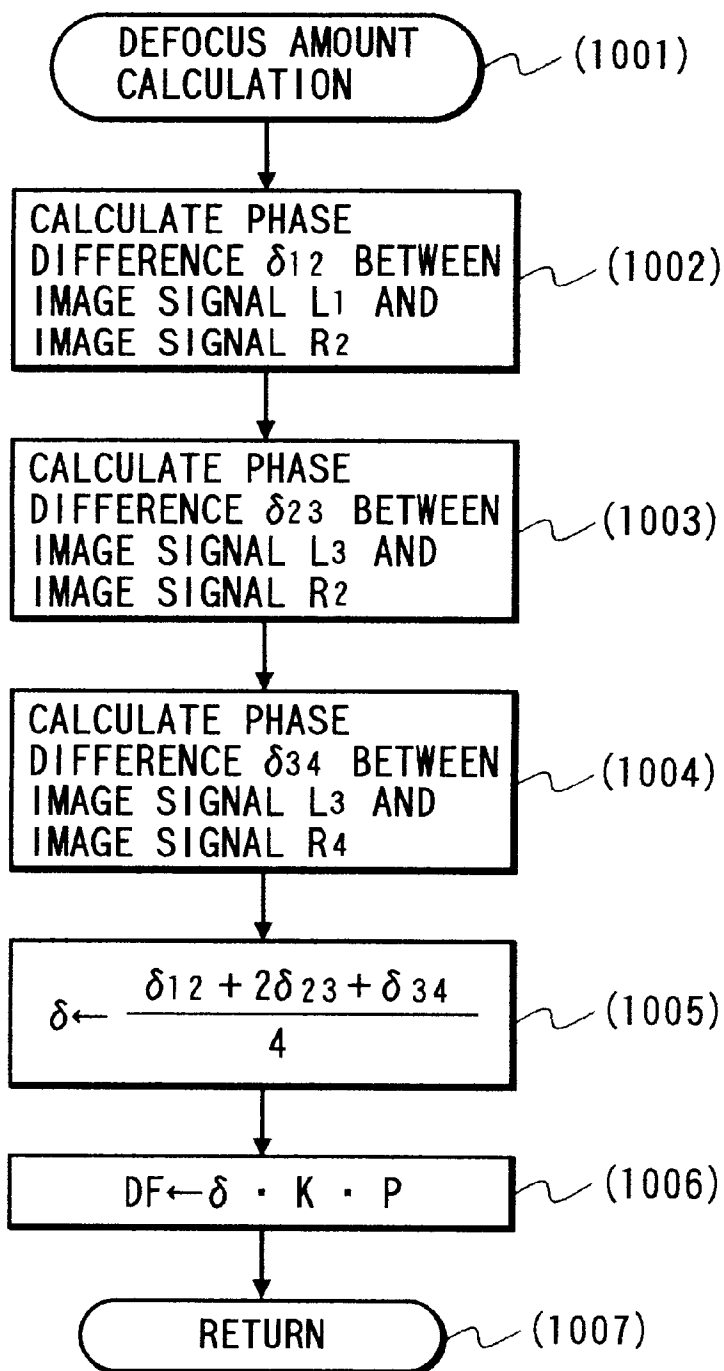 DEFOCUS AMOUNT
CALCULATION
(1001)
CALCULATE PHASE
DIFFERENCE δ12 BETWEEN
IMAGE SIGNAL L1 AND
IMAGE SIGNAL R2
(1002)
CALCULATE PHASE
DIFFERENCE δ23 BETWEEN
IMAGE SIGNAL L3 AND
IMAGE SIGNAL R2
(1003)
CALCULATE PHASE
DIFFERENCE δ34 BETWEEN
IMAGE SIGNAL L3 AND
IMAGE SIGNAL R4
(1004)
δ12 + 2δ23 + δ34
δ←
4
(1005)
DF←δ · K · P
(1006)
RETURN
(1007)